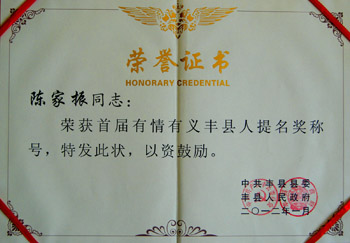 荣誉证书
HONORARY CREDENTIAL
陈家振同志：
荣获首届有情有义丰县人提名奖称
号，特发此状，以资鼓励。
中共丰县县委
丰县人民政府
二〇一二年一月